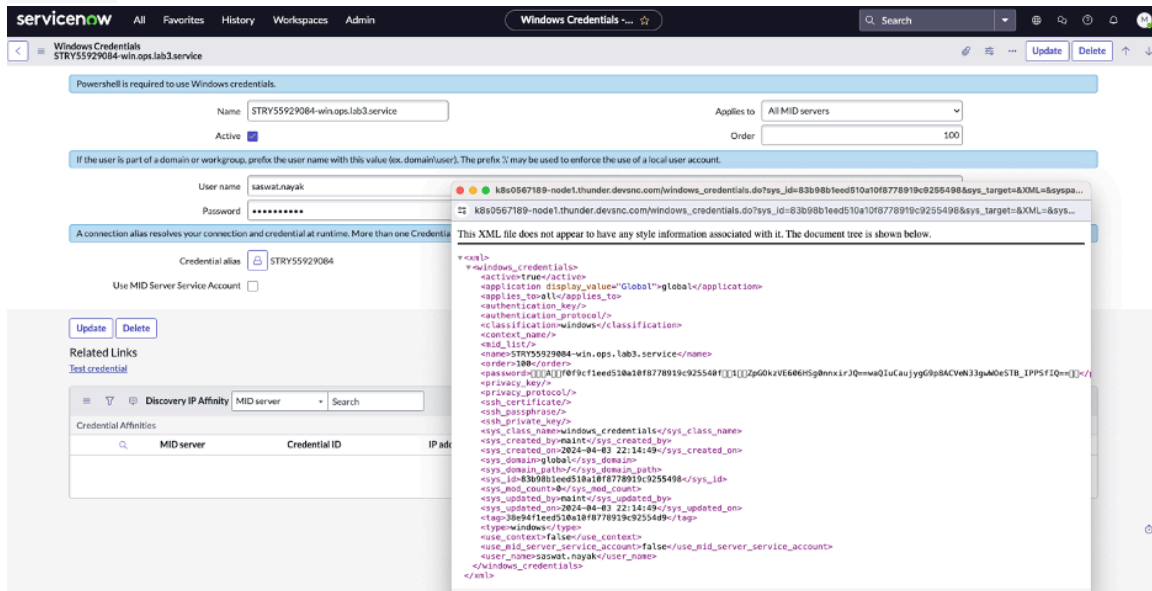 servicenow All Favorites History Workspaces Admin Windows Credentials -... Search M
Windows Credentials
STRY55929084-win.ops.lab3.service
Update Delete
Powershell is required to use Windows credentials.
Name STRY55929084-win.ops.lab3.service Applies to All MID servers
Active Order 100
If the user is part of a domain or workgroup, prefix the user name with this value (ex. domain\user). The prefix '.\' may be used to enforce the use of a local user account.
User name saswat.nayak
Password ••••••••••
A connection alias resolves your connection and credential at runtime. More than one Credentia
Credential alias STRY55929084
Use MID Server Service Account
Update Delete
Related Links
Test credential
Discovery IP Affinity MID server Search
Credential Affinities
MID server Credential ID IP add
k8s0567189-node1.thunder.devsnc.com/windows_credentials.do?sys_id=83b98b1eed510a10f8778919c9255498&sys_target=&XML=&syspa...
k8s0567189-node1.thunder.devsnc.com/windows_credentials.do?sys_id=83b98b1eed510a10f8778919c9255498&sys_target=&XML=&sys...
This XML file does not appear to have any style information associated with it. The document tree is shown below.
▼<xml>
▼<windows_credentials>
<active>true</active>
<application display_value="Global">global</application>
<applies_to>all</applies_to>
<authentication_key/>
<authentication_protocol/>
<classification>windows</classification>
<context_name/>
<mid_list/>
<name>STRY55929084-win.ops.lab3.service</name>
<order>100</order>
<password>
<privacy_key/>
<privacy_protocol/>
<ssh_certificate/>
<ssh_passphrase/>
<ssh_private_key/>
<sys_class_name>windows_credentials</sys_class_name>
<sys_created_by>maint</sys_created_by>
<sys_created_on>2024-04-03 22:14:49</sys_created_on>
<sys_domain>global</sys_domain>
<sys_domain_path>/</sys_domain_path>
<sys_id>83b98b1eed510a10f8778919c9255498</sys_id>
<sys_mod_count>0</sys_mod_count>
<sys_updated_by>maint</sys_updated_by>
<sys_updated_on>2024-04-03 22:14:49</sys_updated_on>
<tag>38e94f1eed510a10f8778919c92554d9</tag>
<type>windows</type>
<use_context>false</use_context>
<use_mid_server_service_account>false</use_mid_server_service_account>
<user_name>saswat.nayak</user_name>
</windows_credentials>
</xml>